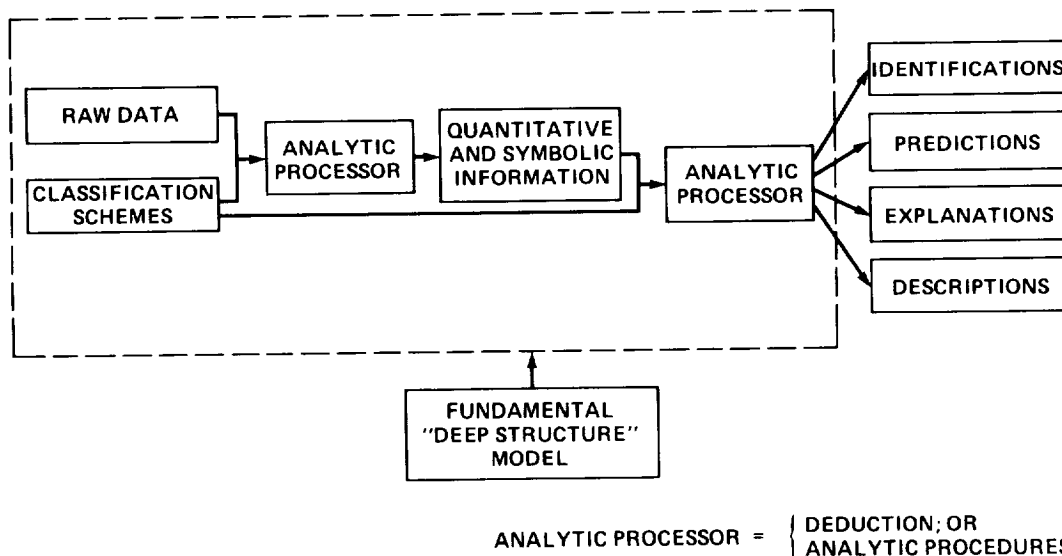 RAW DATA
CLASSIFICATION
SCHEMES
ANALYTIC
PROCESSOR
QUANTITATIVE
AND SYMBOLIC
INFORMATION
ANALYTIC
PROCESSOR
IDENTIFICATIONS
PREDICTIONS
EXPLANATIONS
DESCRIPTIONS
FUNDAMENTAL
"DEEP STRUCTURE"
MODEL
ANALYTIC PROCESSOR = { DEDUCTION; OR
ANALYTIC PROCEDURES